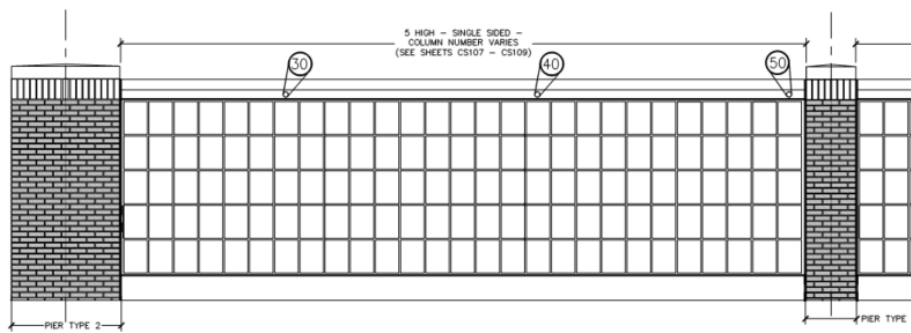 5 HIGH – SINGLE SIDED –
COLUMN NUMBER VARIES
(SEE SHEETS CS107 – CS109)
30
40
50
PIER TYPE 2
PIER TYPE